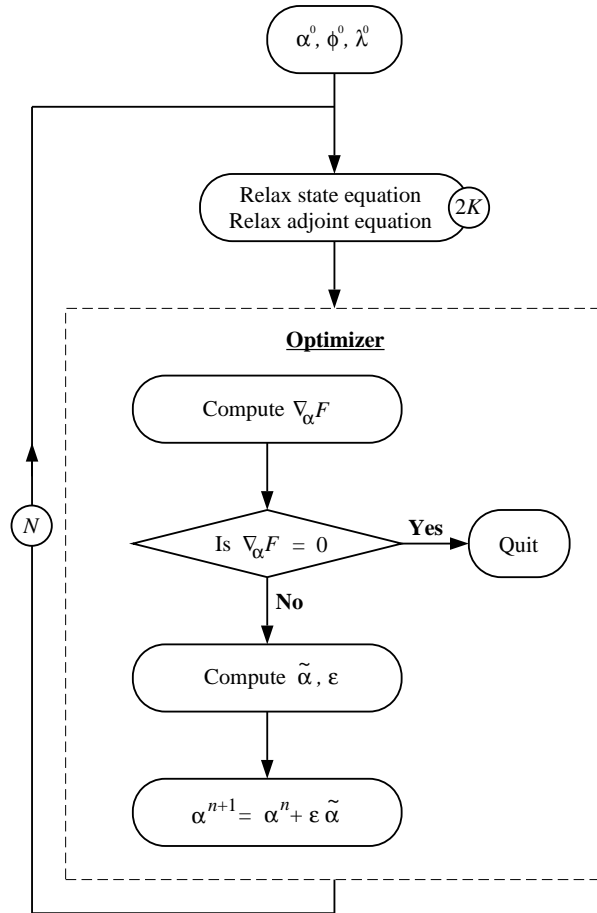 α⁰, ϕ⁰, λ⁰
Relax state equation
Relax adjoint equation
2K
Optimizer
Compute ∇αF
Is ∇αF = 0
Yes
Quit
N
No
Compute α̃, ε
αⁿ⁺¹ = αⁿ + ε α̃